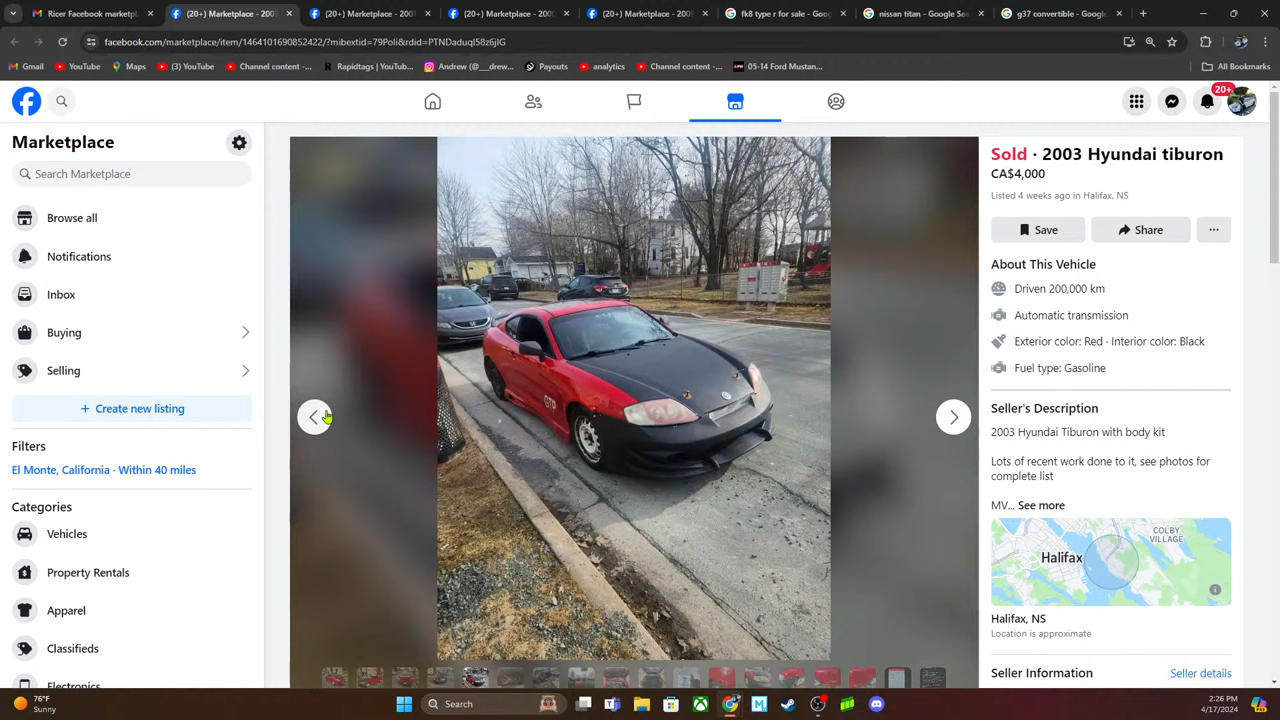 Ricer Facebook mark
(20+) Marketplace - 2003
(20+) Marketplace - 2001
(20+) Marketplace - 200
(20+) Marketplace - 200
fk8 type r for sale - Goog
nissan titan - Google Sea
g37 convertible - Google
facebook.com/marketplace/item/1464101690852422/?mibextid=79PoIi&rdid=PTNDaduqI58z6jIG
Gmail
YouTube
Maps
(3) YouTube
Channel content -...
Rapidtags | YouTub...
Andrew (@___drew...
Payouts
analytics
Channel content -...
05-14 Ford Mustan...
All Bookmarks
20+
Marketplace
Search Marketplace
Browse all
Notifications
Inbox
Buying
Selling
+ Create new listing
Filters
El Monte, California · Within 40 miles
Categories
Vehicles
Property Rentals
Apparel
Classifieds
Electronics
GTP
Sold · 2003 Hyundai tiburon
CA$4,000
Listed 4 weeks ago in Halifax, NS
Save
Share
About This Vehicle
Driven 200,000 km
Automatic transmission
Exterior color: Red · Interior color: Black
Fuel type: Gasoline
Seller's Description
2003 Hyundai Tiburon with body kit
Lots of recent work done to it, see photos for
complete list
MV... See more
COLBY
VILLAGE
Halifax
Halifax, NS
Location is approximate
Seller Information
Seller details
76°F
Sunny
Search
2:26 PM
4/17/2024